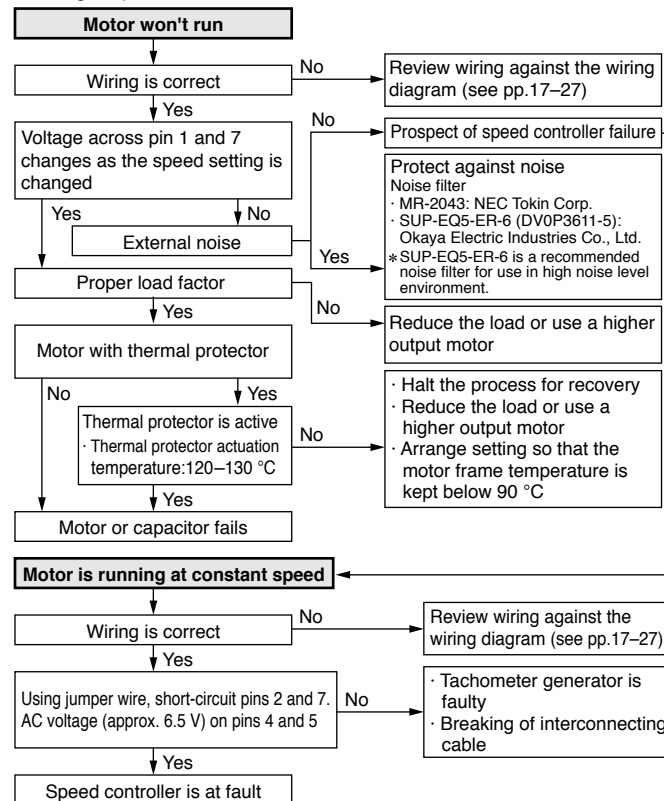 Motor won't run
Wiring is correct
No
Review wiring against the wiring
diagram (see pp.17–27)
Yes
Voltage across pin 1 and 7
changes as the speed setting is
changed
No
Prospect of speed controller failure
Yes
No
External noise
Yes
Protect against noise
Noise filter
· MR-2043: NEC Tokin Corp.
· SUP-EQ5-ER-6 (DV0P3611-5):
Okaya Electric Industries Co., Ltd.
* SUP-EQ5-ER-6 is a recommended
noise filter for use in high noise level
environment.
Proper load factor
Yes
No
Reduce the load or use a higher
output motor
Motor with thermal protector
No
Yes
Thermal protector is active
· Thermal protector actuation
temperature:120–130 °C
No
· Halt the process for recovery
· Reduce the load or use a
higher output motor
· Arrange setting so that the
motor frame temperature is
kept below 90 °C
Yes
Motor or capacitor fails
Motor is running at constant speed
Wiring is correct
No
Review wiring against the
wiring diagram (see pp.17–27)
Yes
Using jumper wire, short-circuit pins 2 and 7.
AC voltage (approx. 6.5 V) on pins 4 and 5
No
· Tachometer generator is
faulty
· Breaking of interconnecting
cable
Yes
Speed controller is at fault